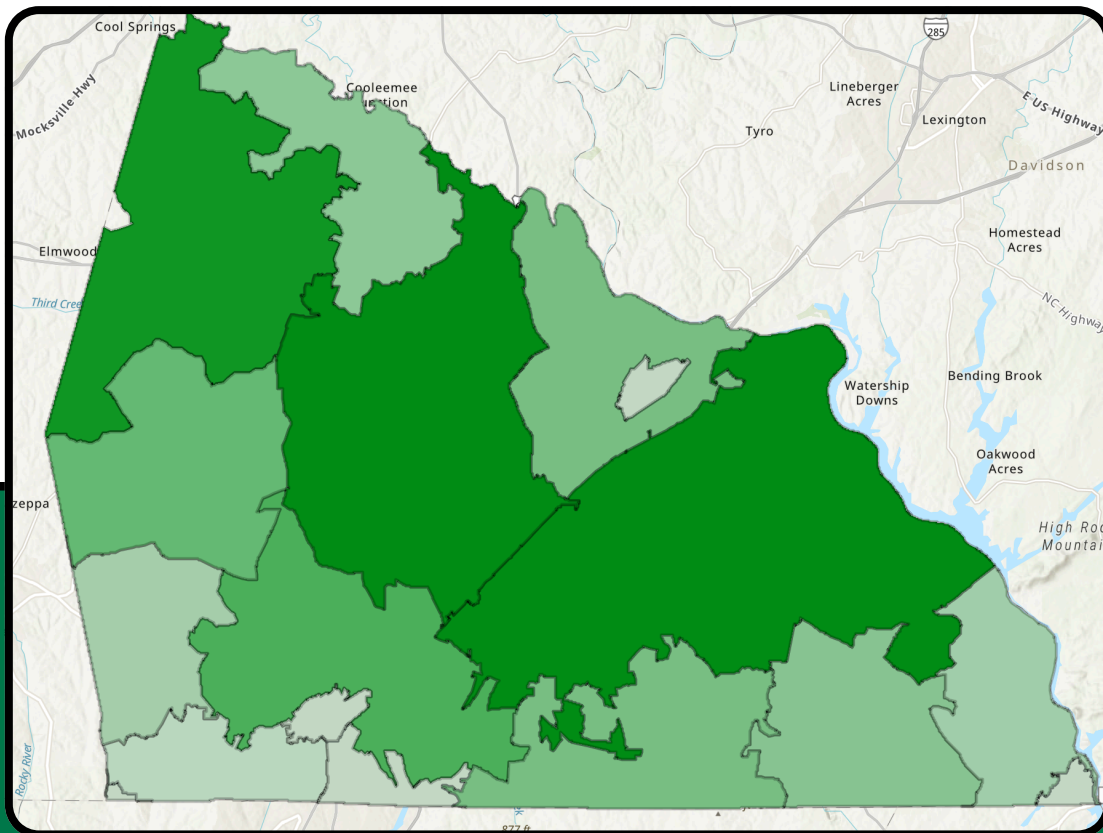 Cool Springs
285
Mocksville Hwy
Cooleemee
Lineberger
Acres
E US Highway
Lexington
Tyro
Davidson
Elmwood
Homestead
Acres
Third Cree
NC Highway
Bending Brook
Watership
Downs
Oakwood
Acres
zeppa
High Roc
Mountai
Rocky River
877 ft